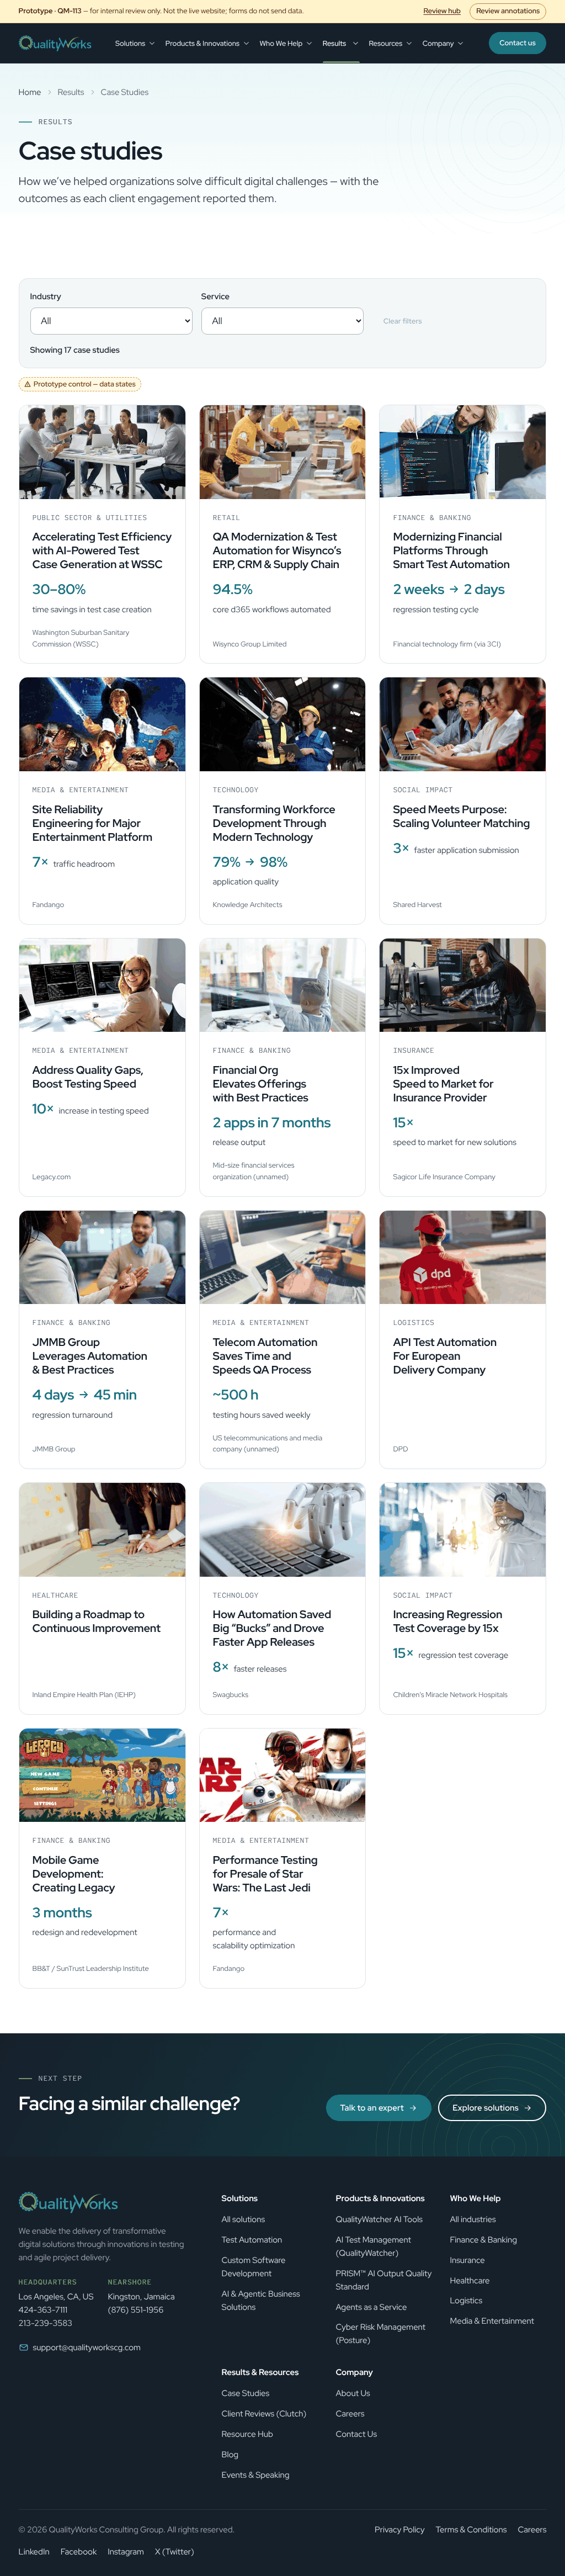 Prototype · QM-113 — for internal review only. Not the live website; forms do not send data.
Review hub
Review annotations
QualityWorks
Solutions
Products & Innovations
Who We Help
Results
Resources
Company
Contact us
Home
Results
Case Studies
RESULTS
Case studies
How we've helped organizations solve difficult digital challenges — with the
outcomes as each client engagement reported them.
Industry
Service
All
All
Clear filters
Showing 17 case studies
Prototype control — data states
PUBLIC SECTOR & UTILITIES
Accelerating Test Efficiency
with AI-Powered Test
Case Generation at WSSC
30–80%
time savings in test case creation
Washington Suburban Sanitary
Commission (WSSC)
RETAIL
QA Modernization & Test
Automation for Wisynco's
ERP, CRM & Supply Chain
94.5%
core d365 workflows automated
Wisynco Group Limited
FINANCE & BANKING
Modernizing Financial
Platforms Through
Smart Test Automation
2 weeks → 2 days
regression testing cycle
Financial technology firm (via 3CI)
MEDIA & ENTERTAINMENT
Site Reliability
Engineering for Major
Entertainment Platform
7× traffic headroom
Fandango
TECHNOLOGY
Transforming Workforce
Development Through
Modern Technology
79% → 98%
application quality
Knowledge Architects
SOCIAL IMPACT
Speed Meets Purpose:
Scaling Volunteer Matching
3× faster application submission
Shared Harvest
MEDIA & ENTERTAINMENT
Address Quality Gaps,
Boost Testing Speed
10× increase in testing speed
Legacy.com
FINANCE & BANKING
Financial Org
Elevates Offerings
with Best Practices
2 apps in 7 months
release output
Mid-size financial services
organization (unnamed)
INSURANCE
15x Improved
Speed to Market for
Insurance Provider
15×
speed to market for new solutions
Sagicor Life Insurance Company
FINANCE & BANKING
JMMB Group
Leverages Automation
& Best Practices
4 days → 45 min
regression turnaround
JMMB Group
MEDIA & ENTERTAINMENT
Telecom Automation
Saves Time and
Speeds QA Process
~500 h
testing hours saved weekly
US telecommunications and media
company (unnamed)
dpd
LOGISTICS
API Test Automation
For European
Delivery Company
DPD
HEALTHCARE
Building a Roadmap to
Continuous Improvement
Inland Empire Health Plan (IEHP)
TECHNOLOGY
How Automation Saved
Big "Bucks" and Drove
Faster App Releases
8× faster releases
Swagbucks
SOCIAL IMPACT
Increasing Regression
Test Coverage by 15x
15× regression test coverage
Children's Miracle Network Hospitals
LEGACY
NEW GAME
CONTINUE
SETTINGS
FINANCE & BANKING
Mobile Game
Development:
Creating Legacy
3 months
redesign and redevelopment
BB&T / SunTrust Leadership Institute
AR
WARS
MEDIA & ENTERTAINMENT
Performance Testing
for Presale of Star
Wars: The Last Jedi
7×
performance and
scalability optimization
Fandango
NEXT STEP
Facing a similar challenge?
Talk to an expert →
Explore solutions →
QualityWorks
We enable the delivery of transformative
digital solutions through innovations in testing
and agile project delivery.
HEADQUARTERS
Los Angeles, CA, US
424-363-7111
213-239-3583
NEARSHORE
Kingston, Jamaica
(876) 551-1956
support@qualityworkscg.com
Solutions
All solutions
Test Automation
Custom Software
Development
AI & Agentic Business
Solutions
Products & Innovations
QualityWatcher AI Tools
AI Test Management
(QualityWatcher)
PRISM™ AI Output Quality
Standard
Agents as a Service
Cyber Risk Management
(Posture)
Who We Help
All industries
Finance & Banking
Insurance
Healthcare
Logistics
Media & Entertainment
Results & Resources
Case Studies
Client Reviews (Clutch)
Resource Hub
Blog
Events & Speaking
Company
About Us
Careers
Contact Us
© 2026 QualityWorks Consulting Group. All rights reserved.
Privacy Policy
Terms & Conditions
Careers
LinkedIn
Facebook
Instagram
X (Twitter)